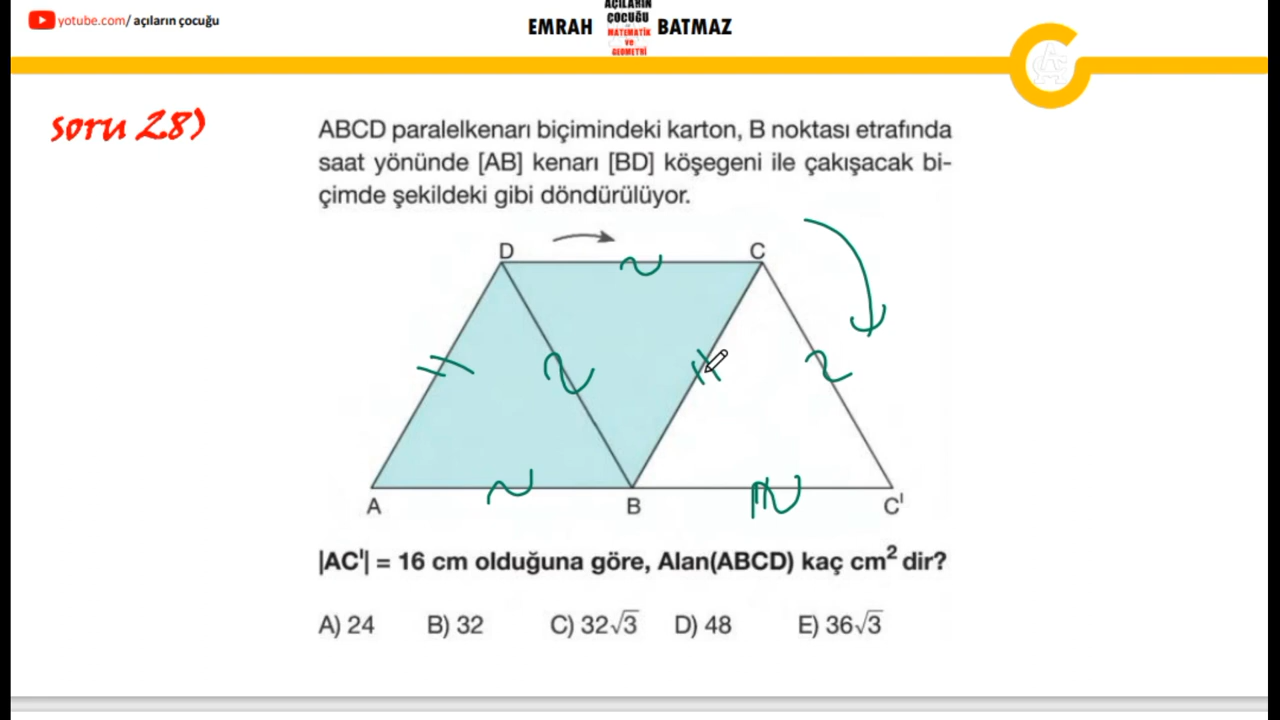 yotube.com/ açıların çocuğu
EMRAH
AÇILARIN
ÇOCUĞU
MATEMATİK
ve
GEOMETRİ
BATMAZ
soru 28)
ABCD paralelkenarı biçimindeki karton, B noktası etrafında
saat yönünde [AB] kenarı [BD] köşegeni ile çakışacak bi-
çimde şekildeki gibi döndürülüyor.
D
C
A
B
C'
|AC'| = 16 cm olduğuna göre, Alan(ABCD) kaç cm² dir?
A) 24 B) 32 C) 32√3 D) 48 E) 36√3